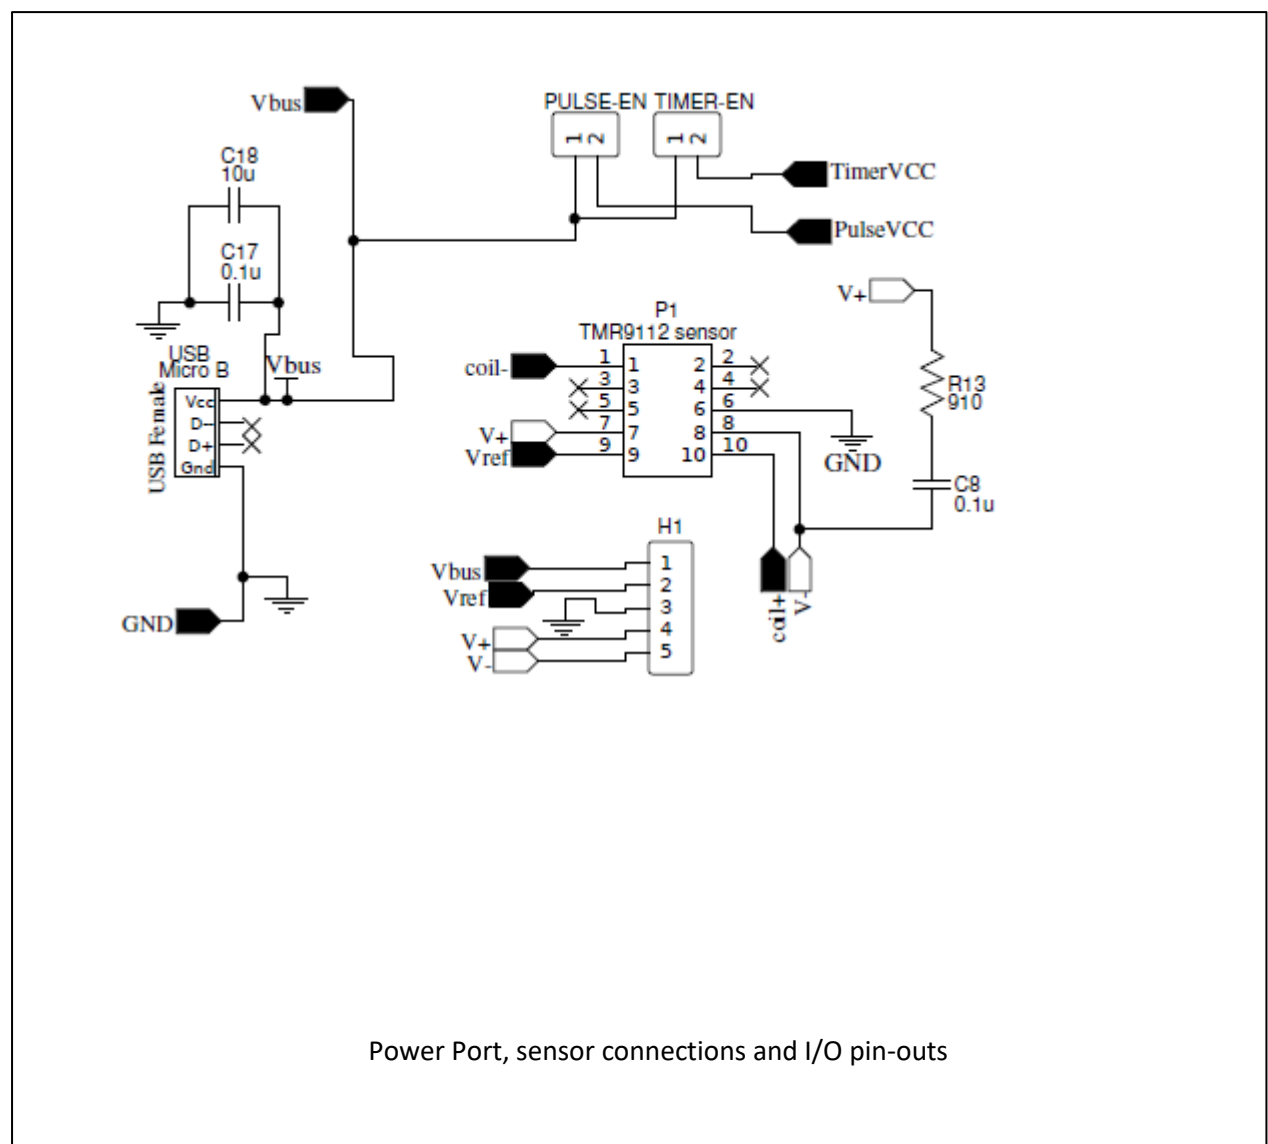 Vbus
PULSE-EN TIMER-EN
1 2
1 2
C18
10u
TimerVCC
PulseVCC
C17
0.1u
V+
P1
TMR9112 sensor
USB
Micro B
Vbus
coil-
1 1 2 2
3 3 4 4
5 5 6 6
V+ 7 7 8 8
Vref 9 9 10 10
GND
R13
910
C8
0.1u
USB Female
Vcc
D-
D+
Gnd
H1
Vbus 1
Vref 2
3
V+ 4
V- 5
coil+
V-
GND
Power Port, sensor connections and I/O pin-outs